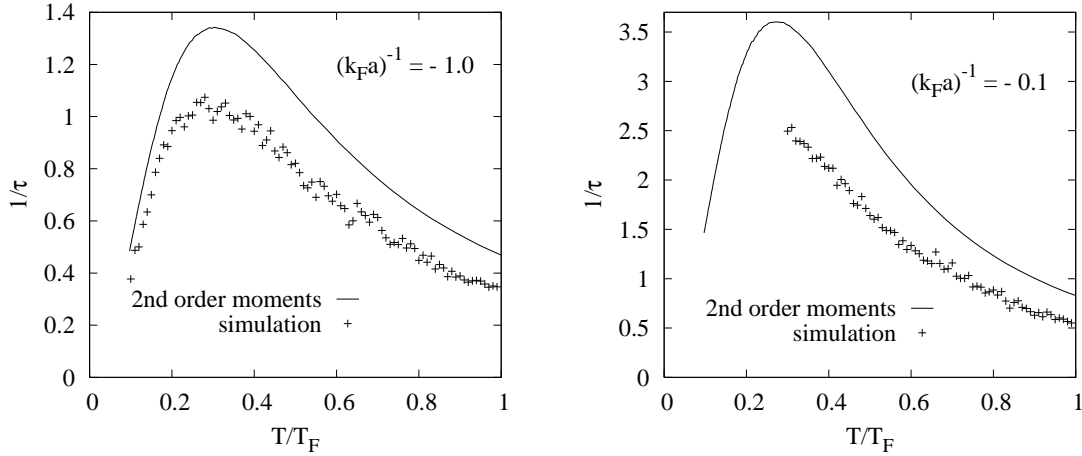 1.4
1.2
1
0.8
0.6
0.4
0.2
0
1/τ
(k_F a)^{-1} = - 1.0
2nd order moments
simulation
0 0.2 0.4 0.6 0.8 1
T/T_F
3.5
3
2.5
2
1.5
1
0.5
0
1/τ
(k_F a)^{-1} = - 0.1
2nd order moments
simulation
0 0.2 0.4 0.6 0.8 1
T/T_F